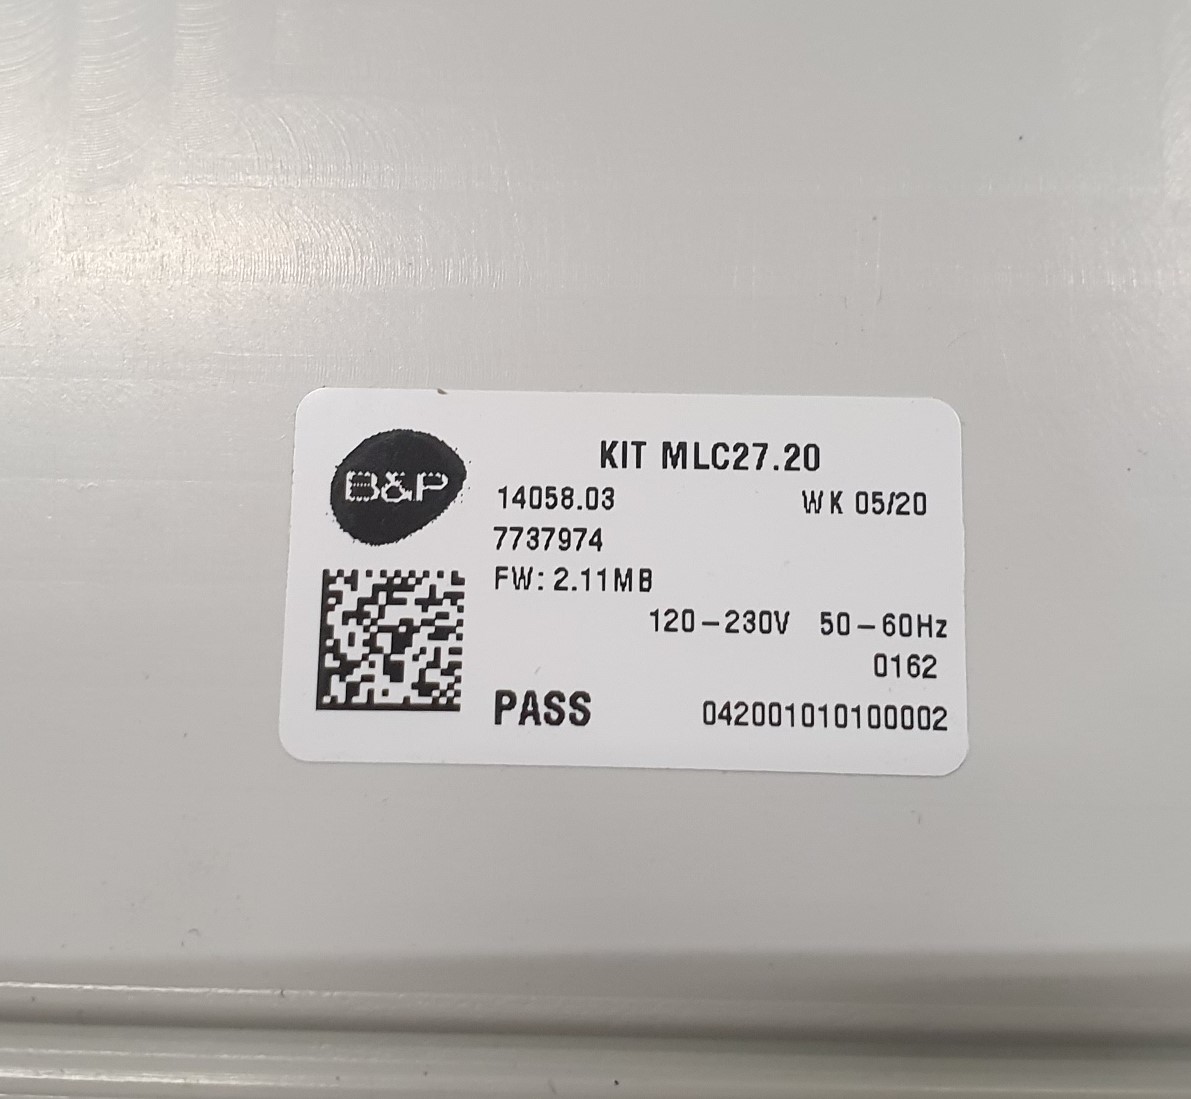 B&P
KIT MLC27.20
14058.03 WK 05/20
7737974
FW: 2.11MB
120-230V 50-60Hz
0162
PASS 042001010100002